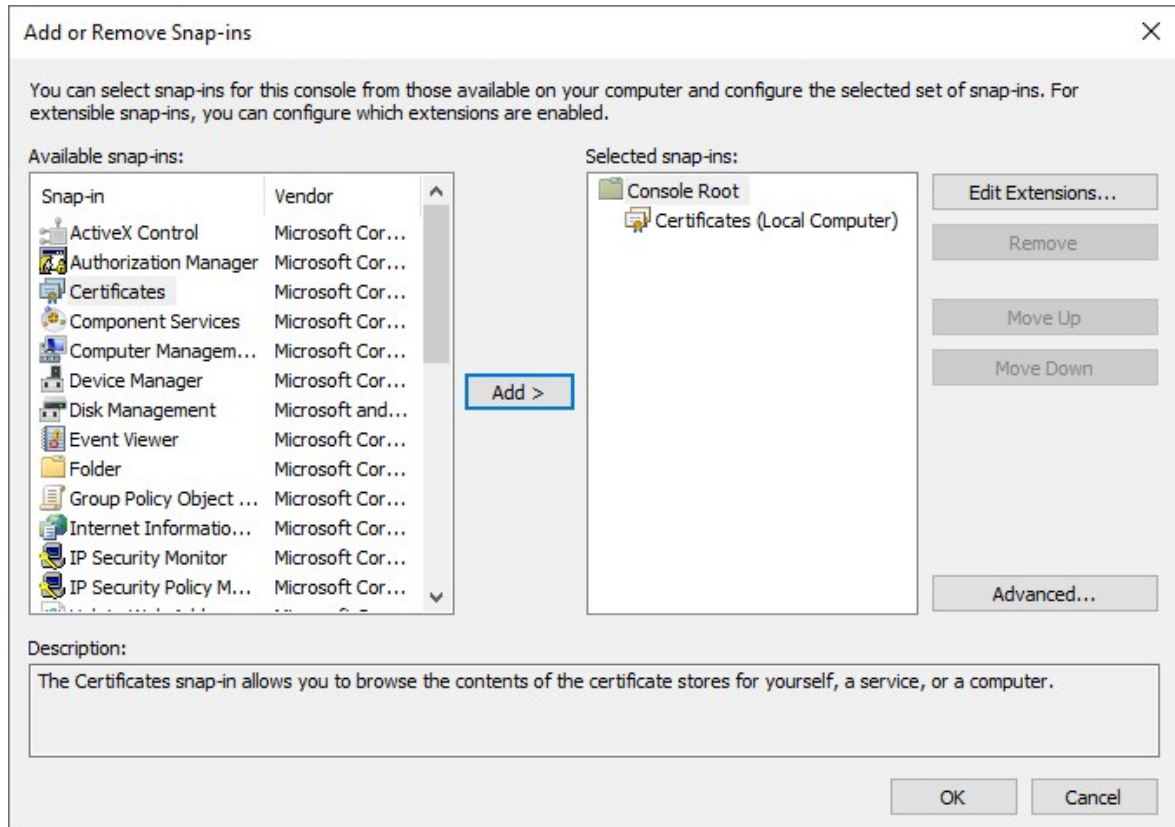 Add or Remove Snap-ins
You can select snap-ins for this console from those available on your computer and configure the selected set of snap-ins. For
extensible snap-ins, you can configure which extensions are enabled.
Available snap-ins:
Snap-in Vendor
ActiveX Control Microsoft Cor...
Authorization Manager Microsoft Cor...
Certificates Microsoft Cor...
Component Services Microsoft Cor...
Computer Managem... Microsoft Cor...
Device Manager Microsoft Cor...
Disk Management Microsoft and...
Event Viewer Microsoft Cor...
Folder Microsoft Cor...
Group Policy Object ... Microsoft Cor...
Internet Informatio... Microsoft Cor...
IP Security Monitor Microsoft Cor...
IP Security Policy M... Microsoft Cor...
Add >
Selected snap-ins:
Console Root
Certificates (Local Computer)
Edit Extensions...
Remove
Move Up
Move Down
Advanced...
Description:
The Certificates snap-in allows you to browse the contents of the certificate stores for yourself, a service, or a computer.
OK Cancel